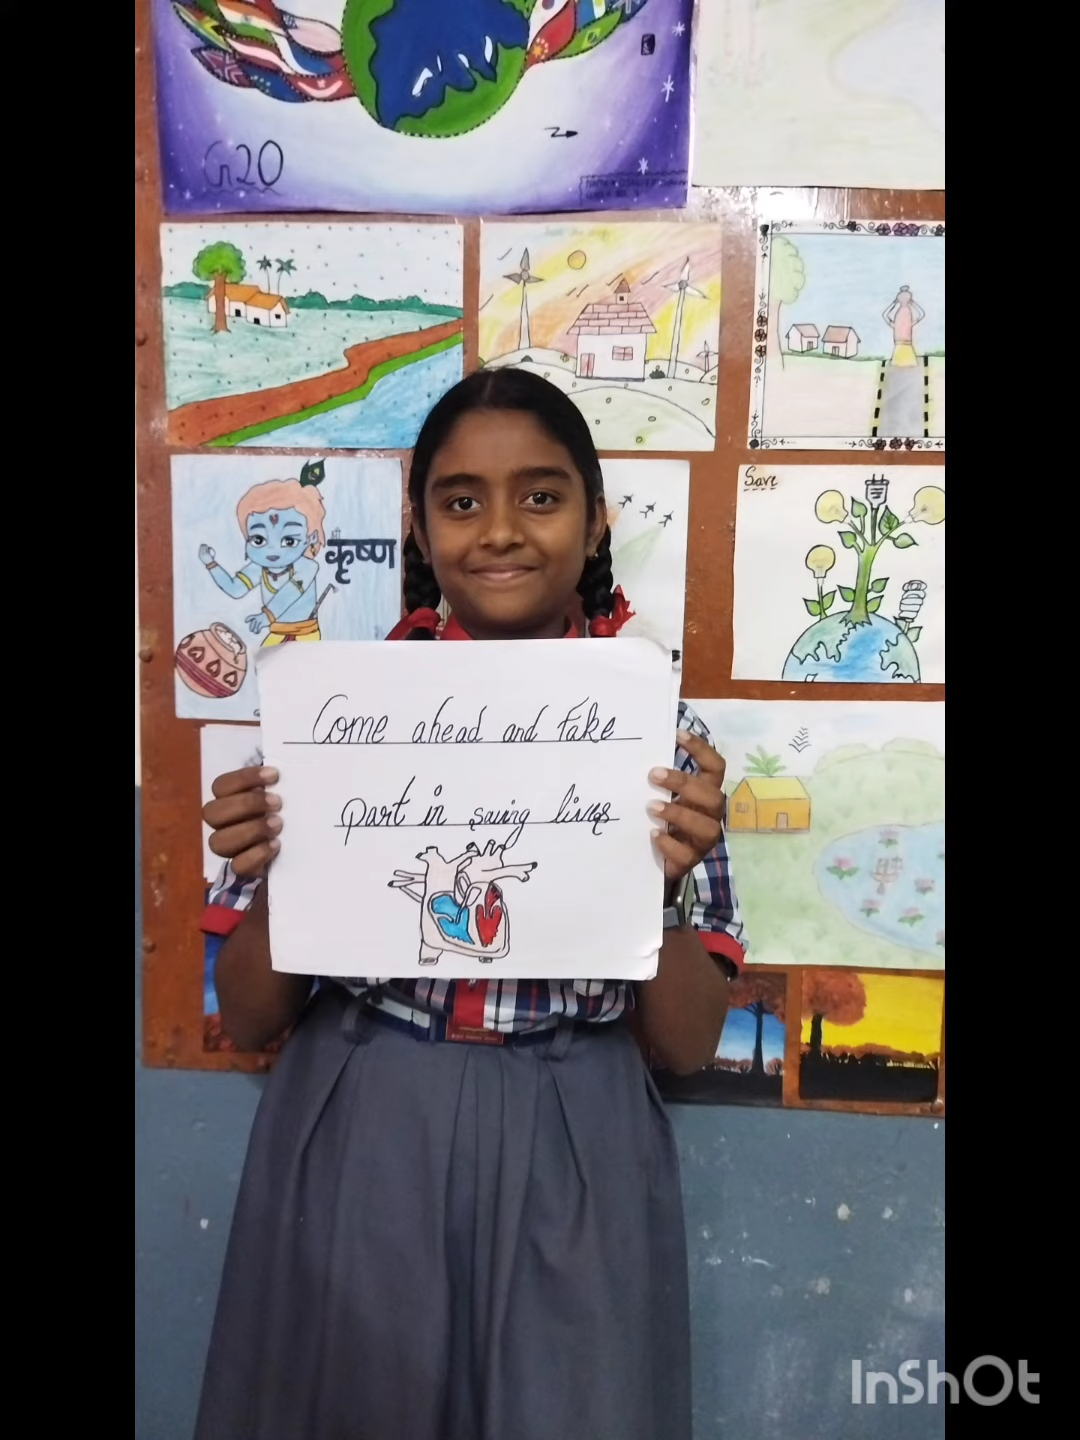 G20
Save
कृष्ण
Come ahead and take
part in saving lives
InShOt